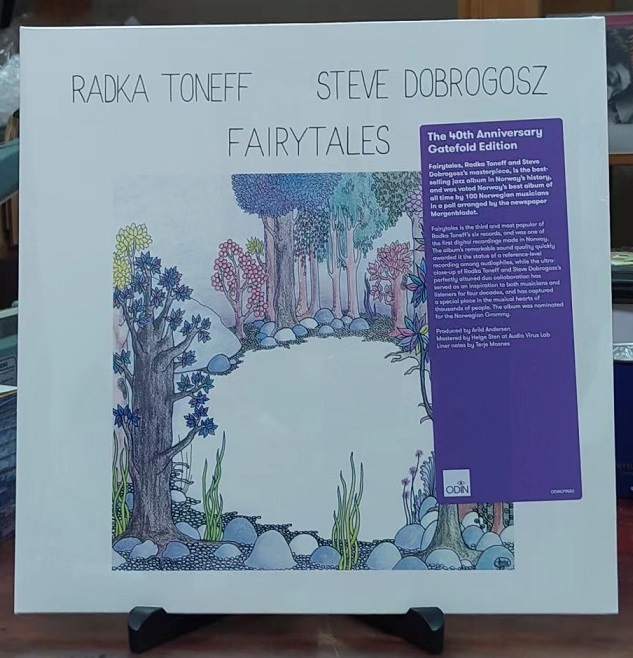 RADKA TONEFF STEVE DOBROGOSZ
FAIRYTALES
The 40th Anniversary
Gatefold Edition
Fairytales, Radka Toneff and Steve
Dobrogosz's masterpiece, is the best-
selling jazz album in Norway's history,
and was voted Norway's best album of
all time by 100 Norwegian musicians
in a poll arranged by the newspaper
Morgenbladet.
Fairytales is the third and most popular of
Radka Toneff's six records, and was one of
the first digital recordings made in Norway.
The album's remarkable sound quality quickly
awarded it the status of a reference-level
recording among audiophiles, while the ultra-
close-up of Radka Toneff and Steve Dobrogosz's
perfectly attuned duo collaboration has
served as an inspiration to both musicians and
listeners for four decades, and has captured
a special place in the musical hearts of
thousands of people. The album was nominated
for the Norwegian Grammy.
Produced by Arild Andersen
Mastered by Helge Sten at Audio Virus Lab
Liner notes by Terje Mosnes
ODIN